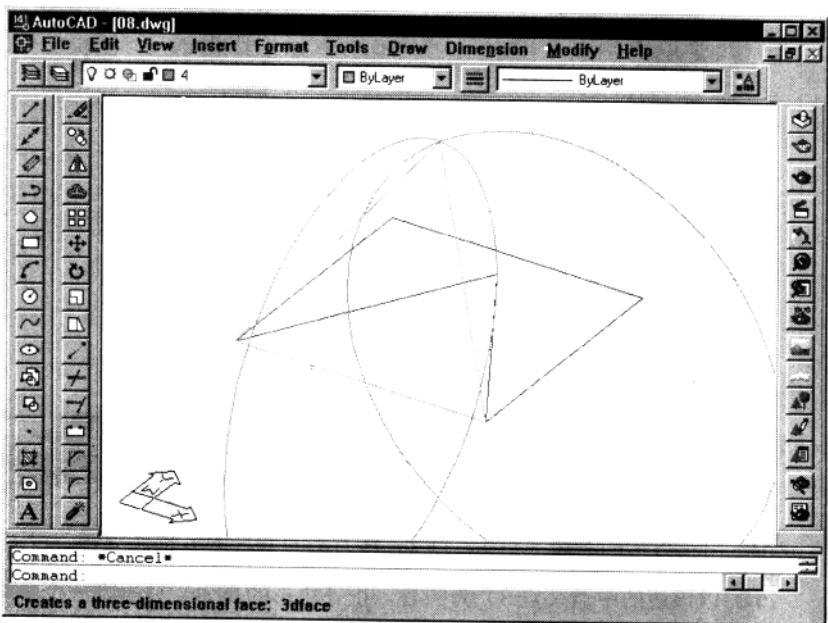 AutoCAD - [08.dwg]
File Edit View Insert Format Tools Draw Dimension Modify Help
4 ByLayer ByLayer
A
W Y
X
Command: *Cancel*
Command:
Creates a three-dimensional face: 3dface